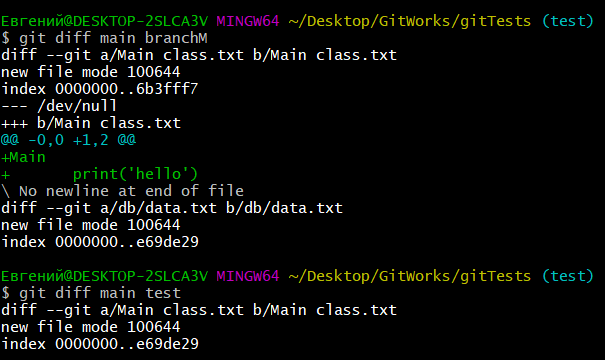 Евгений@DESKTOP-2SLCA3V MINGW64 ~/Desktop/GitWorks/gitTests (test)
$ git diff main branchM
diff --git a/Main class.txt b/Main class.txt
new file mode 100644
index 0000000..6b3fff7
--- /dev/null
+++ b/Main class.txt
@@ -0,0 +1,2 @@
+Main
+       print('hello')
\ No newline at end of file
diff --git a/db/data.txt b/db/data.txt
new file mode 100644
index 0000000..e69de29
Евгений@DESKTOP-2SLCA3V MINGW64 ~/Desktop/GitWorks/gitTests (test)
$ git diff main test
diff --git a/Main class.txt b/Main class.txt
new file mode 100644
index 0000000..e69de29